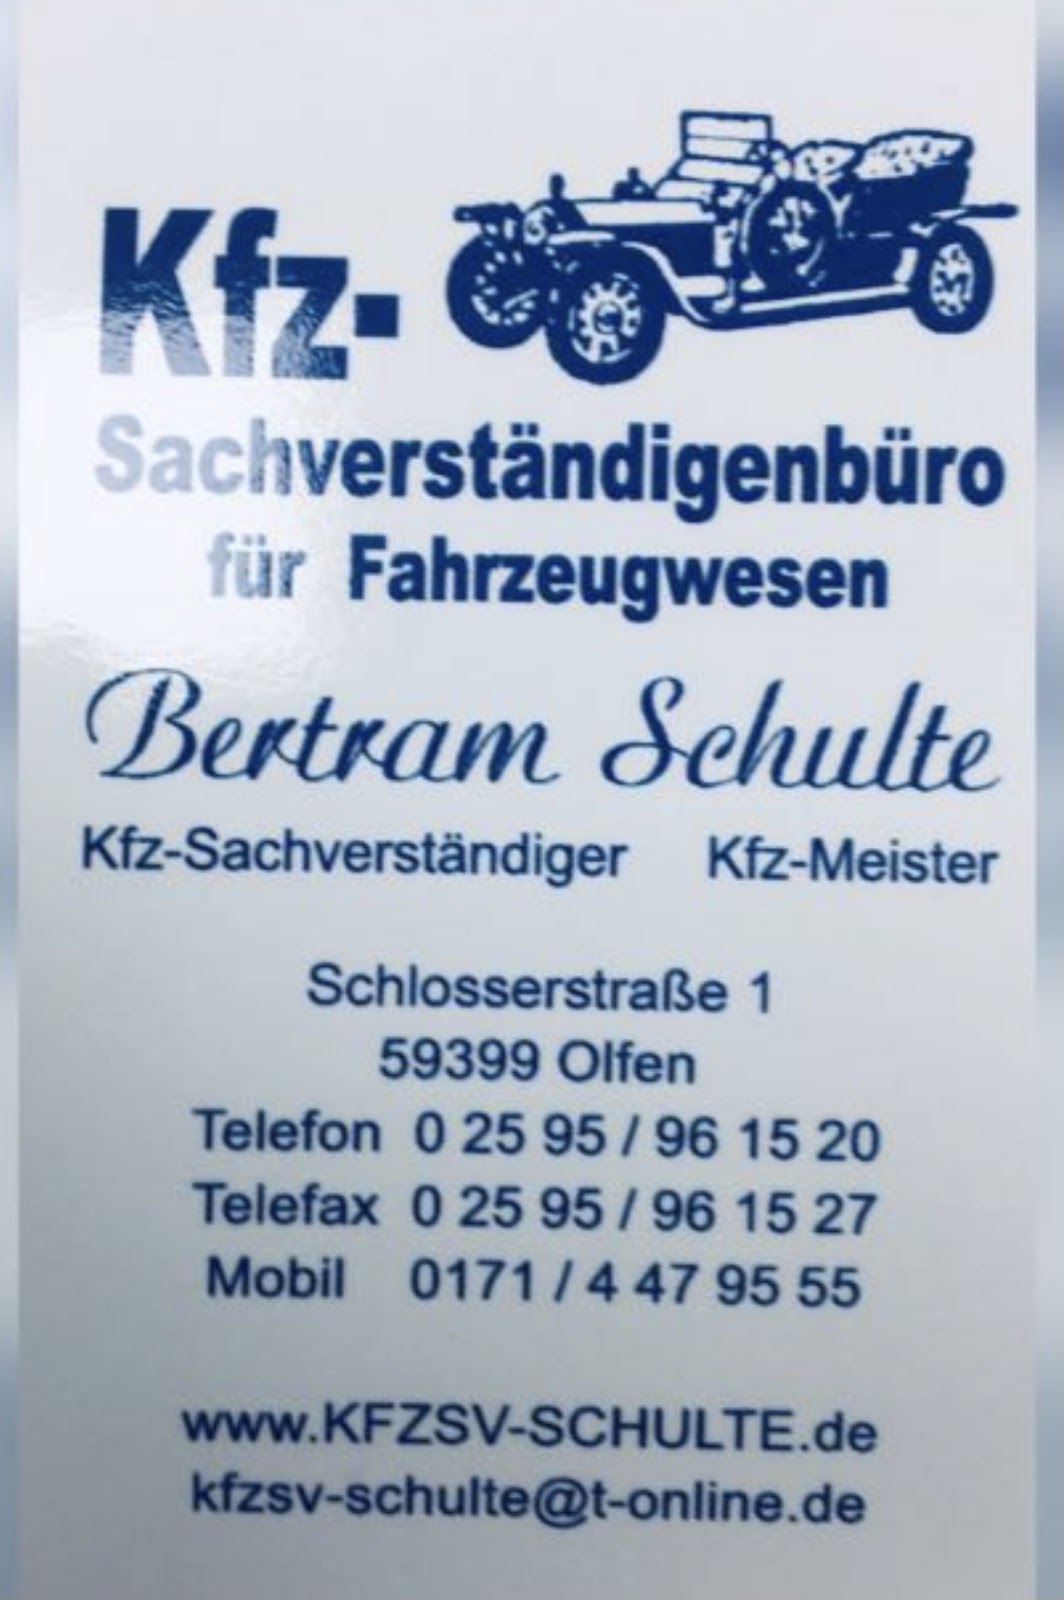 Kfz-
Sachverständigenbüro
für Fahrzeugwesen
Bertram Schulte
Kfz-Sachverständiger Kfz-Meister
Schlosserstraße 1
59399 Olfen
Telefon 0 25 95 / 96 15 20
Telefax 0 25 95 / 96 15 27
Mobil 0171 / 4 47 95 55
www.KFZSV-SCHULTE.de
kfzsv-schulte@t-online.de